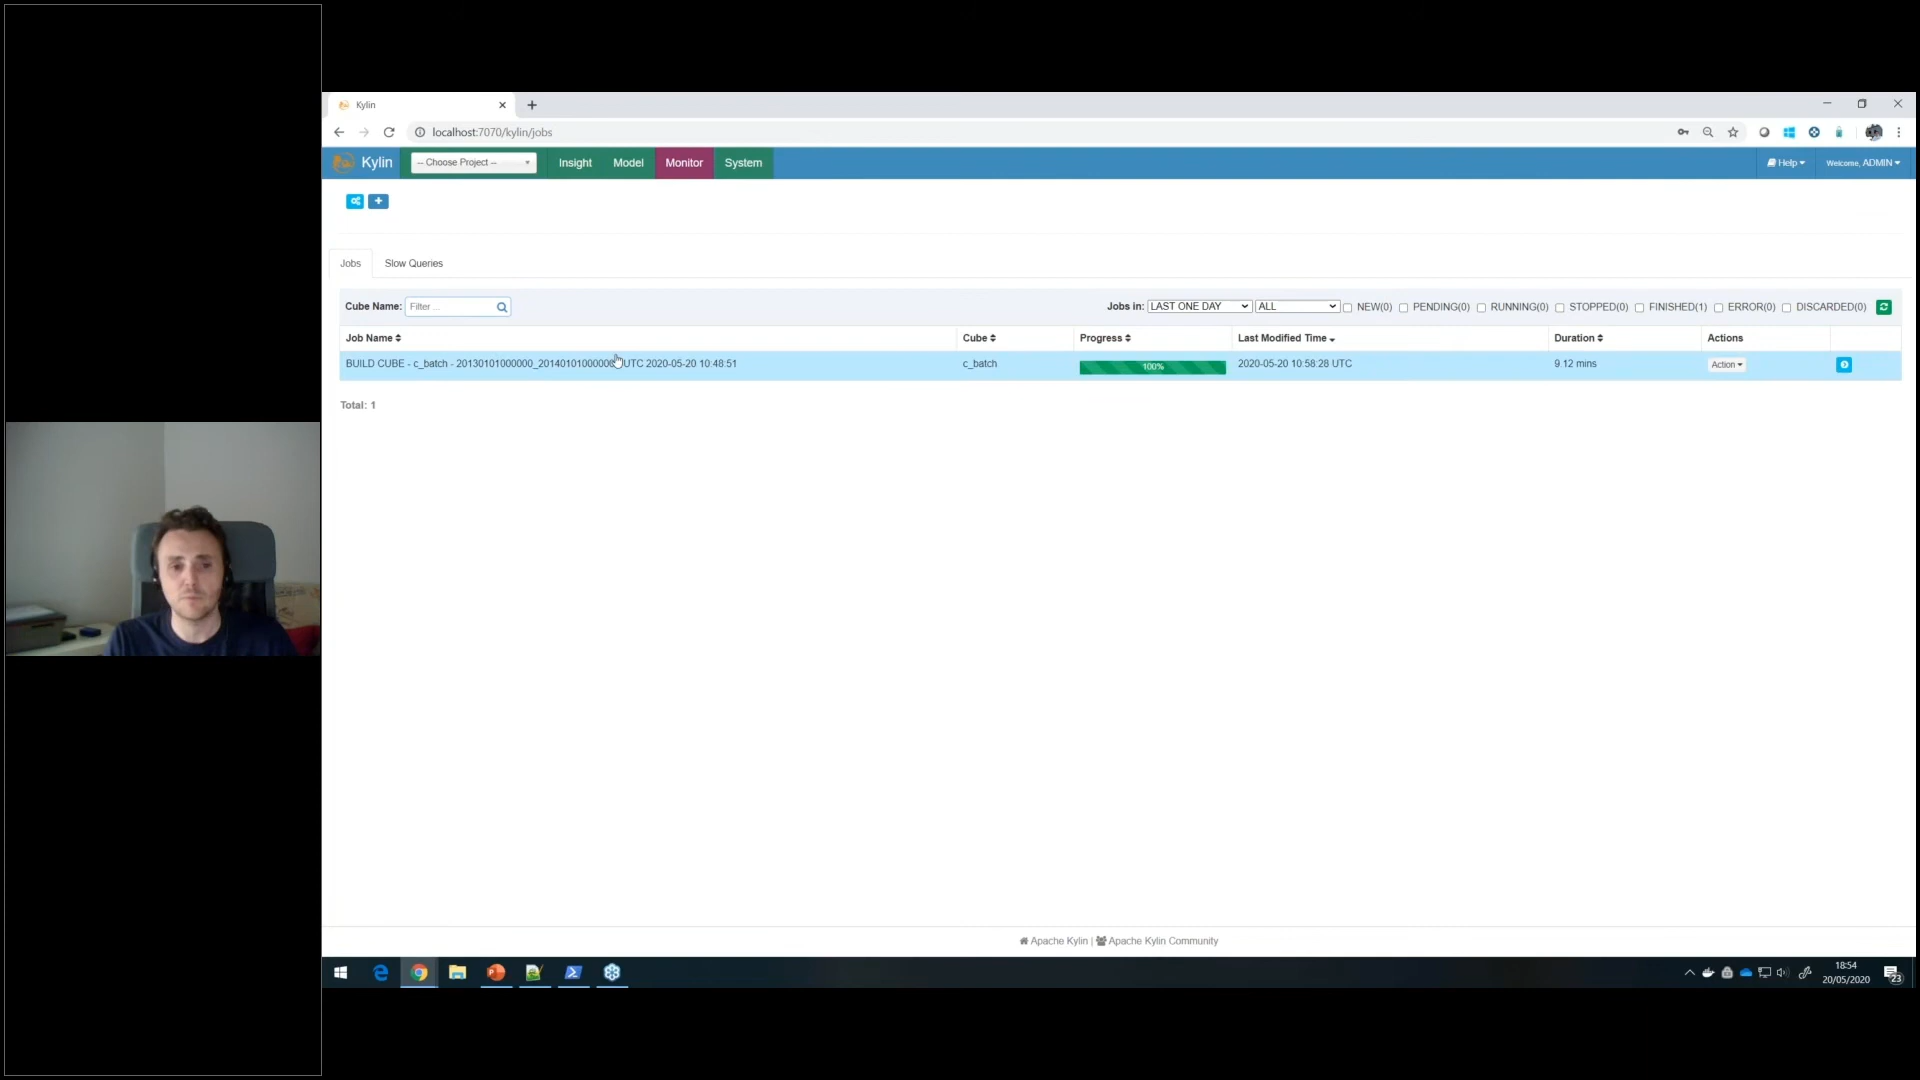 Kylin
localhost:7070/kylin/jobs
Kylin
-- Choose Project --
Insight
Model
Monitor
System
Help
Welcome, ADMIN
Jobs
Slow Queries
Cube Name:
Filter ...
Jobs in:
LAST ONE DAY
ALL
NEW(0)
PENDING(0)
RUNNING(0)
STOPPED(0)
FINISHED(1)
ERROR(0)
DISCARDED(0)
Job Name
Cube
Progress
Last Modified Time
Duration
Actions
BUILD CUBE - c_batch - 20130101000000_20140101000000 UTC 2020-05-20 10:48:51
c_batch
100%
2020-05-20 10:58:28 UTC
9.12 mins
Action
Total: 1
Apache Kylin | Apache Kylin Community
18:54
20/05/2020
23